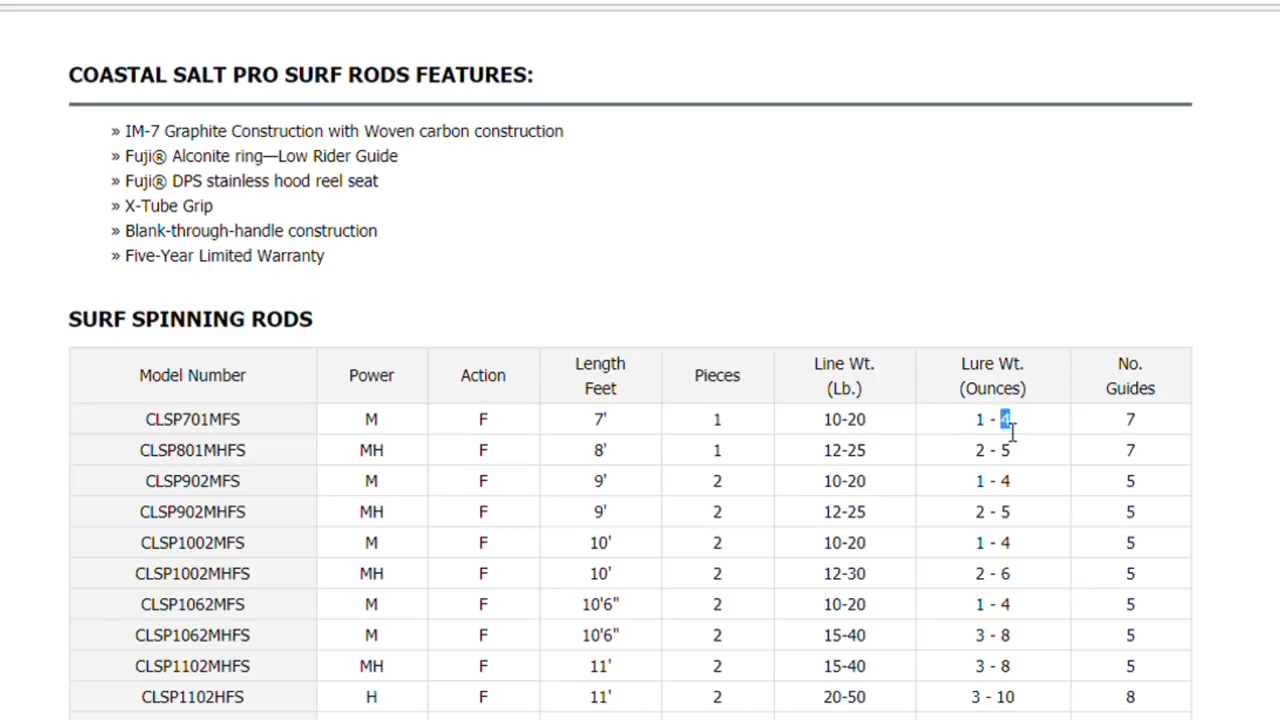 COASTAL SALT PRO SURF RODS FEATURES:
» IM-7 Graphite Construction with Woven carbon construction
» Fuji® Alconite ring—Low Rider Guide
» Fuji® DPS stainless hood reel seat
» X-Tube Grip
» Blank-through-handle construction
» Five-Year Limited Warranty
SURF SPINNING RODS
Model Number Power Action Length Feet Pieces Line Wt. (Lb.) Lure Wt. (Ounces) No. Guides
CLSP701MFS M F 7' 1 10-20 1 - 4 7
CLSP801MHFS MH F 8' 1 12-25 2 - 5 7
CLSP902MFS M F 9' 2 10-20 1 - 4 5
CLSP902MHFS MH F 9' 2 12-25 2 - 5 5
CLSP1002MFS M F 10' 2 10-20 1 - 4 5
CLSP1002MHFS MH F 10' 2 12-30 2 - 6 5
CLSP1062MFS M F 10'6" 2 10-20 1 - 4 5
CLSP1062MHFS M F 10'6" 2 15-40 3 - 8 5
CLSP1102MHFS MH F 11' 2 15-40 3 - 8 5
CLSP1102HFS H F 11' 2 20-50 3 - 10 8